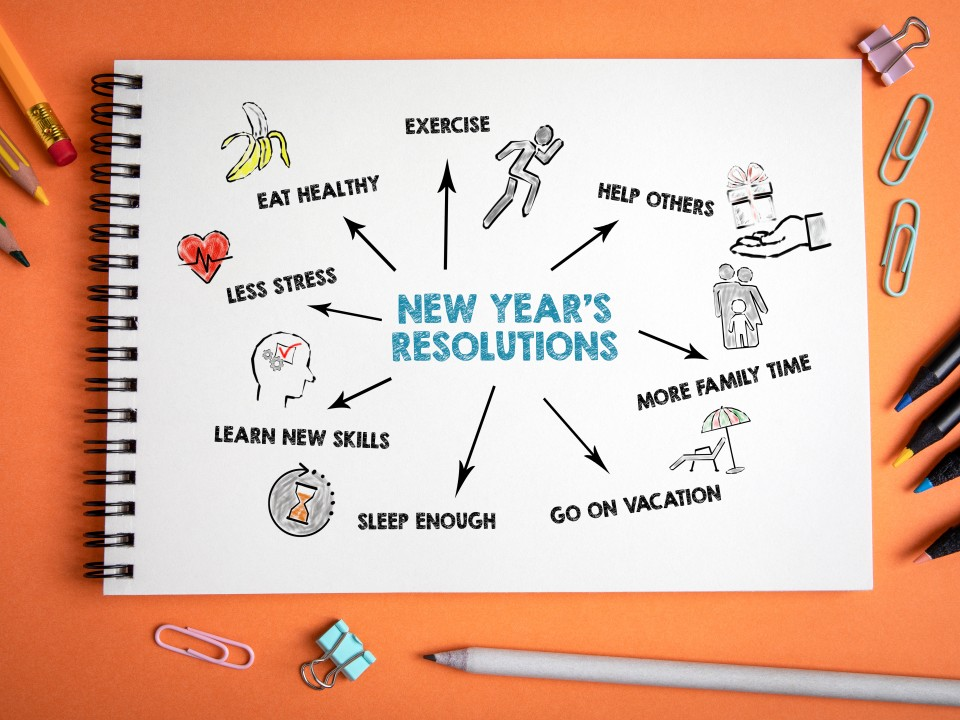 EXERCISE
EAT HEALTHY
HELP OTHERS
LESS STRESS
NEW YEAR'S
RESOLUTIONS
MORE FAMILY TIME
LEARN NEW SKILLS
GO ON VACATION
SLEEP ENOUGH